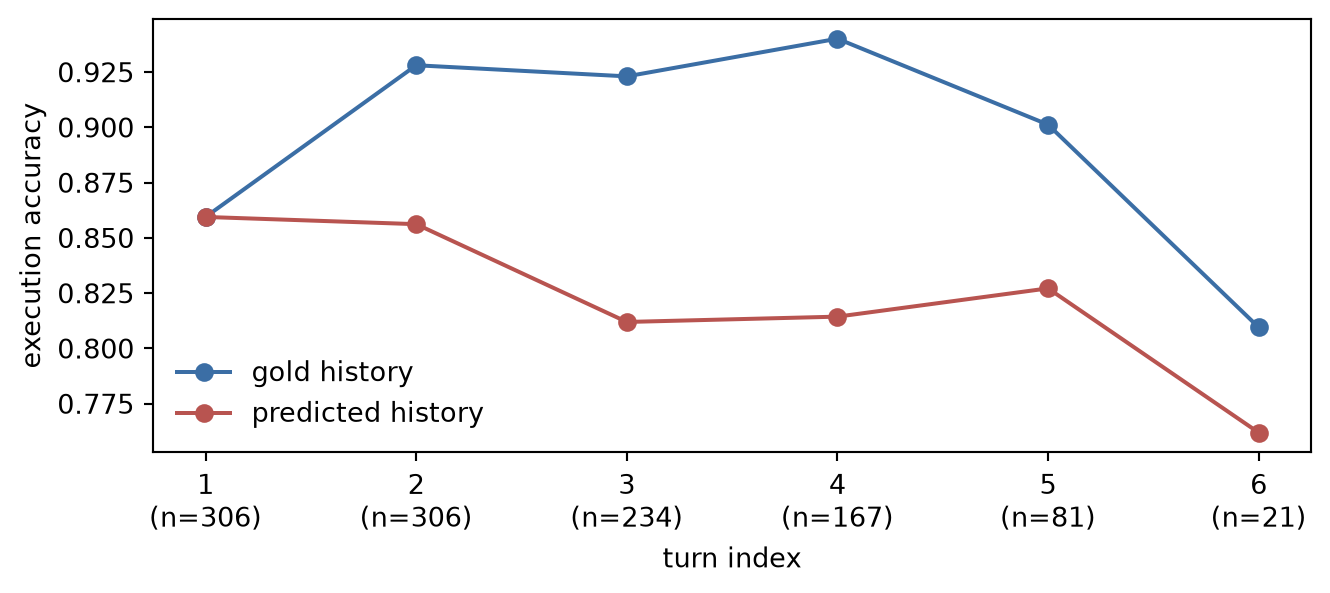 execution accuracy
0.925
0.900
0.875
0.850
0.825
0.800
0.775
gold history
predicted history
1 2 3 4 5 6
(n=306) (n=306) (n=234) (n=167) (n=81) (n=21)
turn index